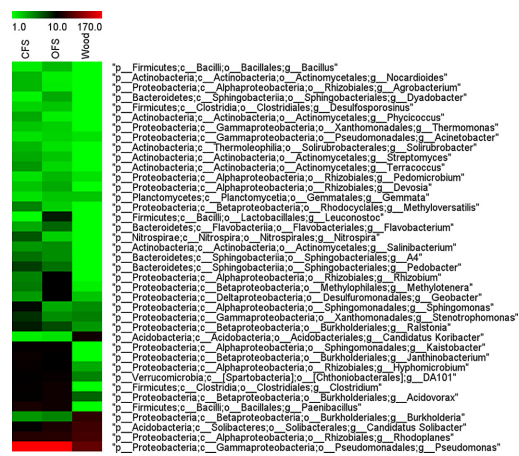 1.0 10.0 170.0
CFS OFS Wood
"p__Firmicutes;c__Bacilli;o__Bacillales;g__Bacillus"
"p__Actinobacteria;c__Actinobacteria;o__Actinomycetales;g__Nocardioides"
"p__Proteobacteria;c__Alphaproteobacteria;o__Rhizobiales;g__Agrobacterium"
"p__Bacteroidetes;c__Sphingobacteriia;o__Sphingobacteriales;g__Dyadobacter"
"p__Firmicutes;c__Clostridia;o__Clostridiales;g__Desulfosporosinus"
"p__Actinobacteria;c__Actinobacteria;o__Actinomycetales;g__Phycicoccus"
"p__Proteobacteria;c__Gammaproteobacteria;o__Xanthomonadales;g__Thermomonas"
"p__Proteobacteria;c__Gammaproteobacteria;o__Pseudomonadales;g__Acinetobacter"
"p__Actinobacteria;c__Thermoleophilia;o__Solirubrobacterales;g__Solirubrobacter"
"p__Actinobacteria;c__Actinobacteria;o__Actinomycetales;g__Streptomyces"
"p__Actinobacteria;c__Actinobacteria;o__Actinomycetales;g__Terracoccus"
"p__Proteobacteria;c__Alphaproteobacteria;o__Rhizobiales;g__Pedomicrobium"
"p__Proteobacteria;c__Alphaproteobacteria;o__Rhizobiales;g__Devosia"
"p__Planctomycetes;c__Planctomycetia;o__Gemmatales;g__Gemmata"
"p__Proteobacteria;c__Betaproteobacteria;o__Rhodocyclales;g__Methyloversatilis"
"p__Firmicutes;c__Bacilli;o__Lactobacillales;g__Leuconostoc"
"p__Bacteroidetes;c__Flavobacteriia;o__Flavobacteriales;g__Flavobacterium"
"p__Nitrospirae;c__Nitrospira;o__Nitrospirales;g__Nitrospira"
"p__Actinobacteria;c__Actinobacteria;o__Actinomycetales;g__Salinibacterium"
"p__Bacteroidetes;c__Sphingobacteriia;o__Sphingobacteriales;g__A4"
"p__Bacteroidetes;c__Sphingobacteriia;o__Sphingobacteriales;g__Pedobacter"
"p__Proteobacteria;c__Alphaproteobacteria;o__Rhizobiales;g__Rhizobium"
"p__Proteobacteria;c__Betaproteobacteria;o__Methylophilales;g__Methylotenera"
"p__Proteobacteria;c__Deltaproteobacteria;o__Desulfuromonadales;g__Geobacter"
"p__Proteobacteria;c__Alphaproteobacteria;o__Sphingomonadales;g__Sphingomonas"
"p__Proteobacteria;c__Gammaproteobacteria;o__Xanthomonadales;g__Stenotrophomonas"
"p__Proteobacteria;c__Betaproteobacteria;o__Burkholderiales;g__Ralstonia"
"p__Acidobacteria;c__Acidobacteriia;o__Acidobacteriales;g__Candidatus Koribacter"
"p__Proteobacteria;c__Alphaproteobacteria;o__Sphingomonadales;g__Kaistobacter"
"p__Proteobacteria;c__Betaproteobacteria;o__Burkholderiales;g__Janthinobacterium"
"p__Proteobacteria;c__Alphaproteobacteria;o__Rhizobiales;g__Hyphomicrobium"
"p__Verrucomicrobia;c__[Spartobacteria];o__[Chthoniobacterales];g__DA101"
"p__Firmicutes;c__Clostridia;o__Clostridiales;g__Clostridium"
"p__Proteobacteria;c__Betaproteobacteria;o__Burkholderiales;g__Acidovorax"
"p__Firmicutes;c__Bacilli;o__Bacillales;g__Paenibacillus"
"p__Proteobacteria;c__Betaproteobacteria;o__Burkholderiales;g__Burkholderia"
"p__Acidobacteria;c__Solibacteres;o__Solibacterales;g__Candidatus Solibacter"
"p__Proteobacteria;c__Alphaproteobacteria;o__Rhizobiales;g__Rhodoplanes"
"p__Proteobacteria;c__Gammaproteobacteria;o__Pseudomonadales;g__Pseudomonas"